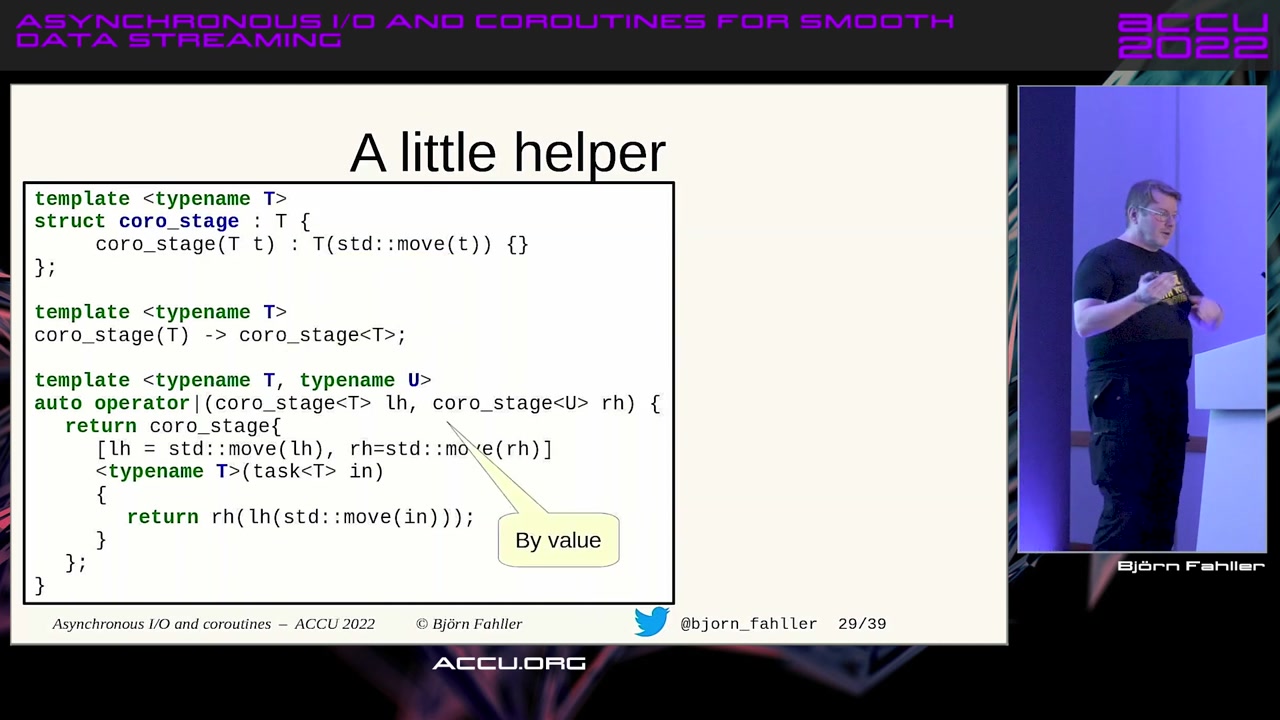 ASYNCHRONOUS I/O AND COROUTINES FOR SMOOTH
DATA STREAMING
ACCU
2022
A little helper
template <typename T>
struct coro_stage : T {
coro_stage(T t) : T(std::move(t)) {}
};
template <typename T>
coro_stage(T) -> coro_stage<T>;
template <typename T, typename U>
auto operator|(coro_stage<T> lh, coro_stage<U> rh) {
return coro_stage{
[lh = std::move(lh), rh=std::move(rh)]
<typename T>(task<T> in)
{
return rh(lh(std::move(in)));
}
};
}
By value
Asynchronous I/O and coroutines – ACCU 2022 © Björn Fahller @bjorn_fahller 29/39
Björn Fahller
ACCU.ORG